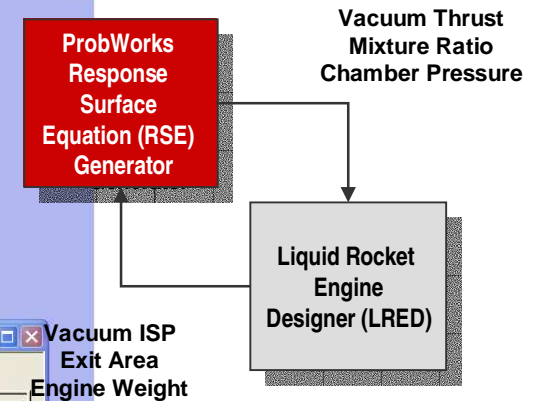 ProbWorks
Response
Surface
Equation (RSE)
Generator
Vacuum Thrust
Mixture Ratio
Chamber Pressure
Liquid Rocket
Engine
Designer (LRED)
Vacuum ISP
Exit Area
Engine Weight